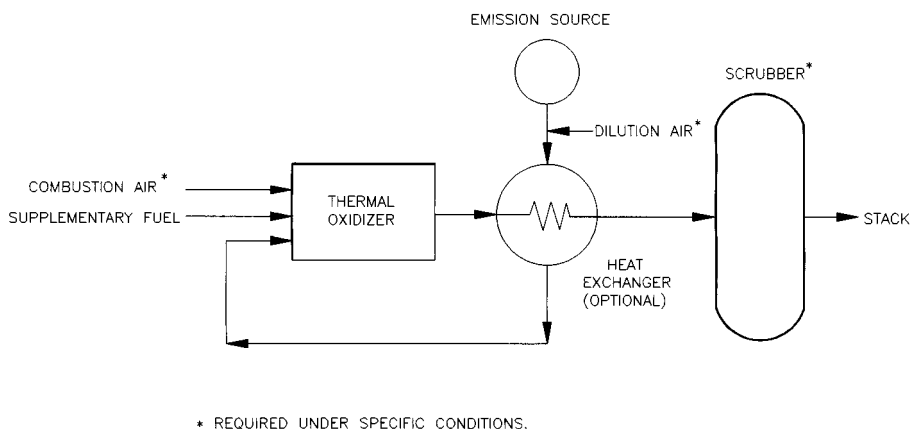 EMISSION SOURCE
SCRUBBER*
DILUTION AIR*
COMBUSTION AIR*
SUPPLEMENTARY FUEL
THERMAL
OXIDIZER
STACK
HEAT
EXCHANGER
(OPTIONAL)
* REQUIRED UNDER SPECIFIC CONDITIONS.